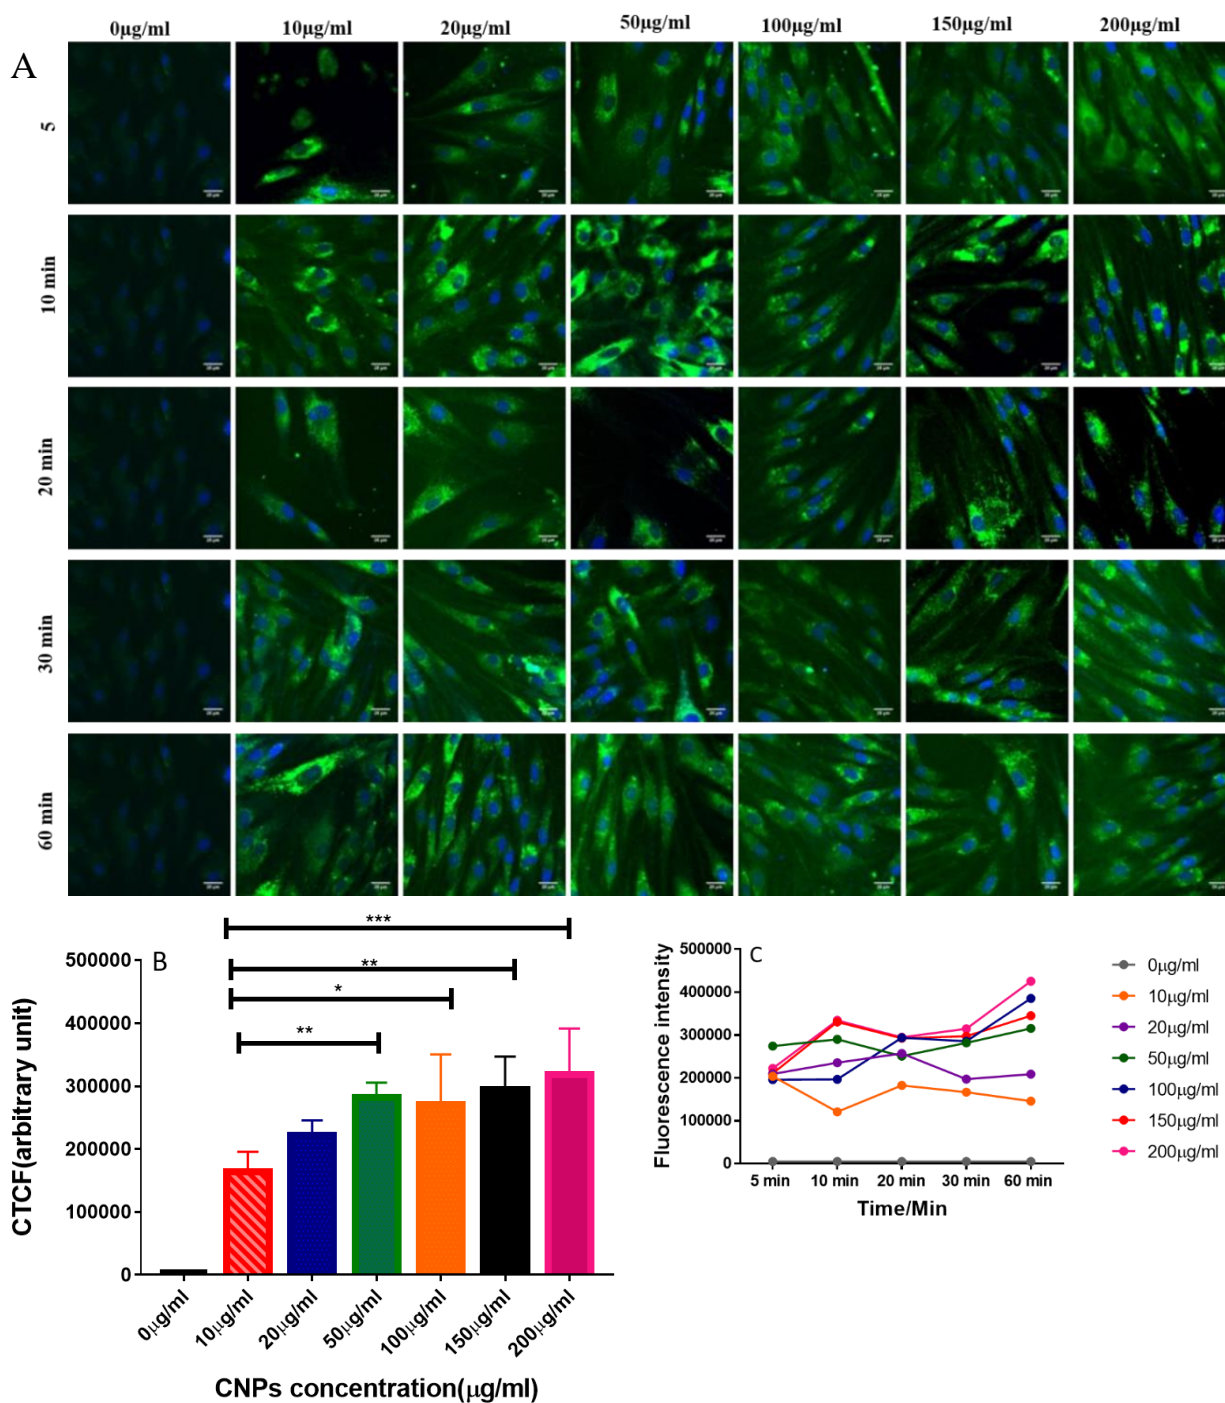 0µg/ml 10µg/ml 20µg/ml 50µg/ml 100µg/ml 150µg/ml 200µg/ml
A
5
10 min
20 min
30 min
60 min
B
***
**
*
**
CTCF(arbitrary unit)
500000
400000
300000
200000
100000
0
0µg/ml 10µg/ml 20µg/ml 50µg/ml 100µg/ml 150µg/ml 200µg/ml
CNPs concentration(µg/ml)
C
Fluorescence intensity
500000
400000
300000
200000
100000
0
5 min 10 min 20 min 30 min 60 min
Time/Min
0µg/ml
10µg/ml
20µg/ml
50µg/ml
100µg/ml
150µg/ml
200µg/ml